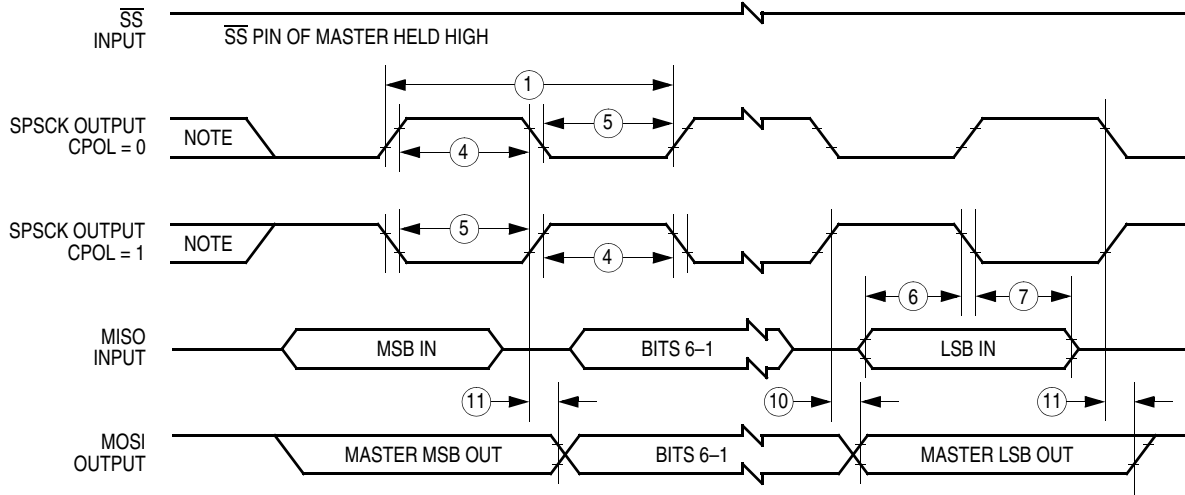 SS
INPUT
SS PIN OF MASTER HELD HIGH
1
SPSCK OUTPUT
CPOL = 0
NOTE
5
4
SPSCK OUTPUT
CPOL = 1
NOTE
5
4
6
7
MISO
INPUT
MSB IN
BITS 6–1
LSB IN
11
10
11
MOSI
OUTPUT
MASTER MSB OUT
BITS 6–1
MASTER LSB OUT